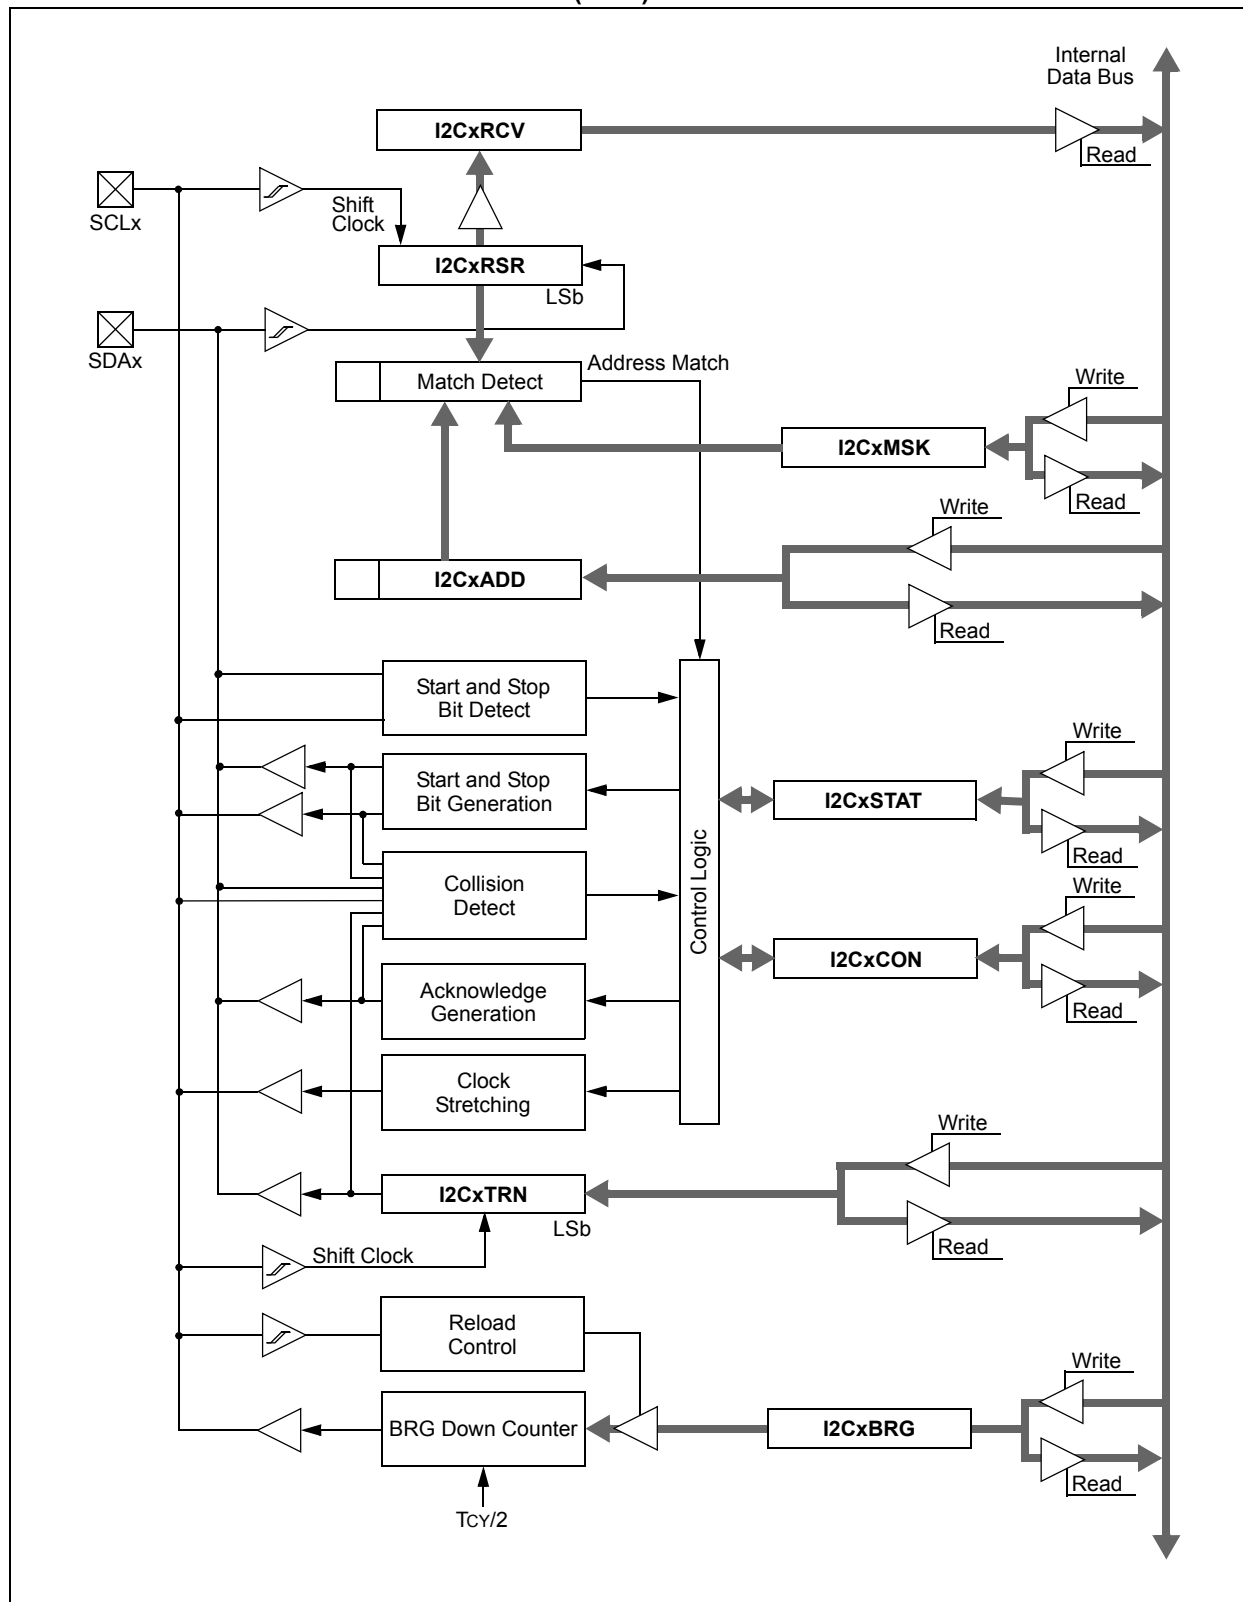 Internal
Data Bus
I2CxRCV
Read
SCLx
Shift
Clock
I2CxRSR
LSb
SDAx
Address Match
Match Detect
Write
I2CxMSK
Read
Write
I2CxADD
Read
Start and Stop
Bit Detect
Write
Start and Stop
Bit Generation
I2CxSTAT
Control Logic
Read
Collision
Detect
Write
I2CxCON
Acknowledge
Generation
Read
Clock
Stretching
Write
I2CxTRN
LSb
Read
Shift Clock
Reload
Control
Write
BRG Down Counter
I2CxBRG
Read
TCY/2